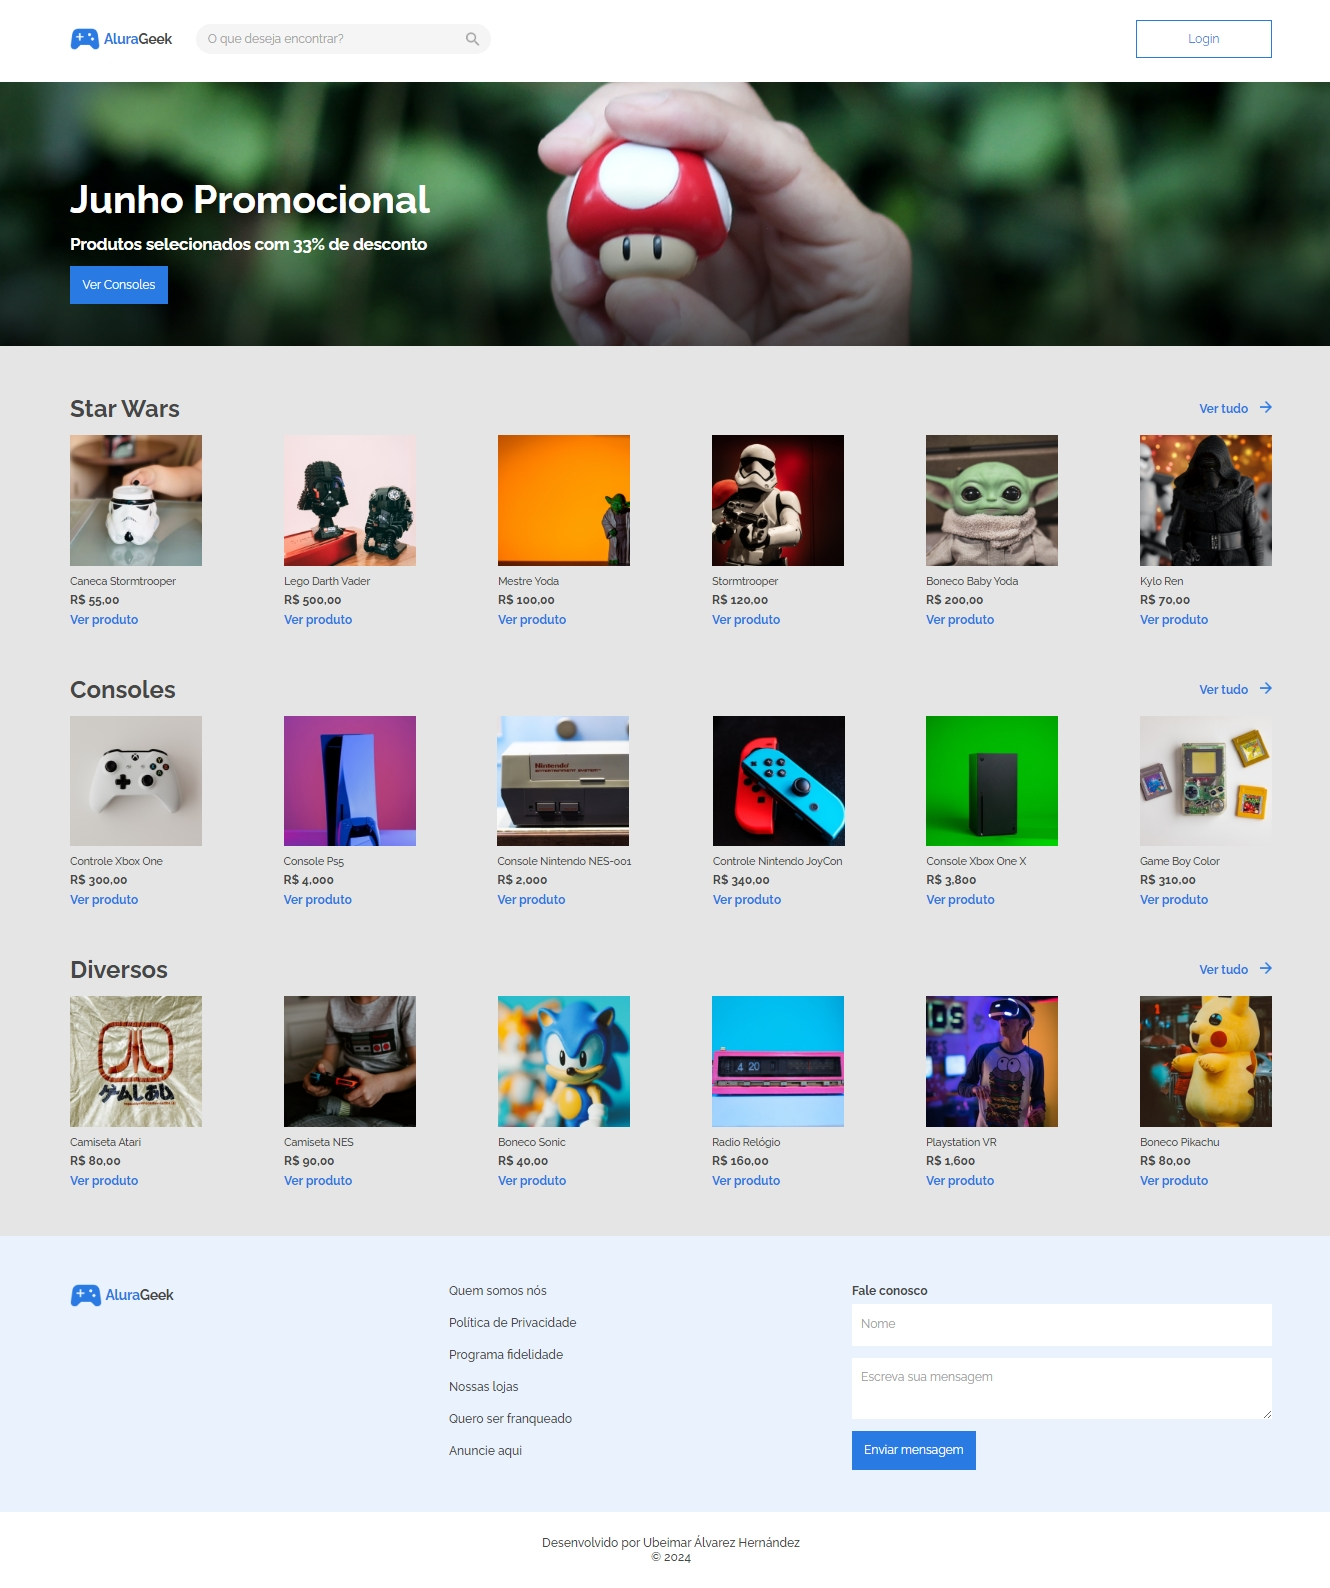 AluraGeek
O que deseja encontrar?
Login
Junho Promocional
Produtos selecionados com 33% de desconto
Ver Consoles
Star Wars
Ver tudo
Caneca Stormtrooper
R$ 55,00
Ver produto
Lego Darth Vader
R$ 500,00
Ver produto
Mestre Yoda
R$ 100,00
Ver produto
Stormtrooper
R$ 120,00
Ver produto
Boneco Baby Yoda
R$ 200,00
Ver produto
Kylo Ren
R$ 70,00
Ver produto
Consoles
Ver tudo
Nintendo
Controle Xbox One
R$ 300,00
Ver produto
Console Ps5
R$ 4,000
Ver produto
Console Nintendo NES-001
R$ 2,000
Ver produto
Controle Nintendo JoyCon
R$ 340,00
Ver produto
Console Xbox One X
R$ 3,800
Ver produto
Game Boy Color
R$ 310,00
Ver produto
Diversos
Ver tudo
4 20
Camiseta Atari
R$ 80,00
Ver produto
Camiseta NES
R$ 90,00
Ver produto
Boneco Sonic
R$ 40,00
Ver produto
Radio Relógio
R$ 160,00
Ver produto
Playstation VR
R$ 1,600
Ver produto
Boneco Pikachu
R$ 80,00
Ver produto
AluraGeek
Quem somos nós
Política de Privacidade
Programa fidelidade
Nossas lojas
Quero ser franqueado
Anuncie aqui
Fale conosco
Nome
Escreva sua mensagem
Enviar mensagem
Desenvolvido por Ubeimar Álvarez Hernández
© 2024